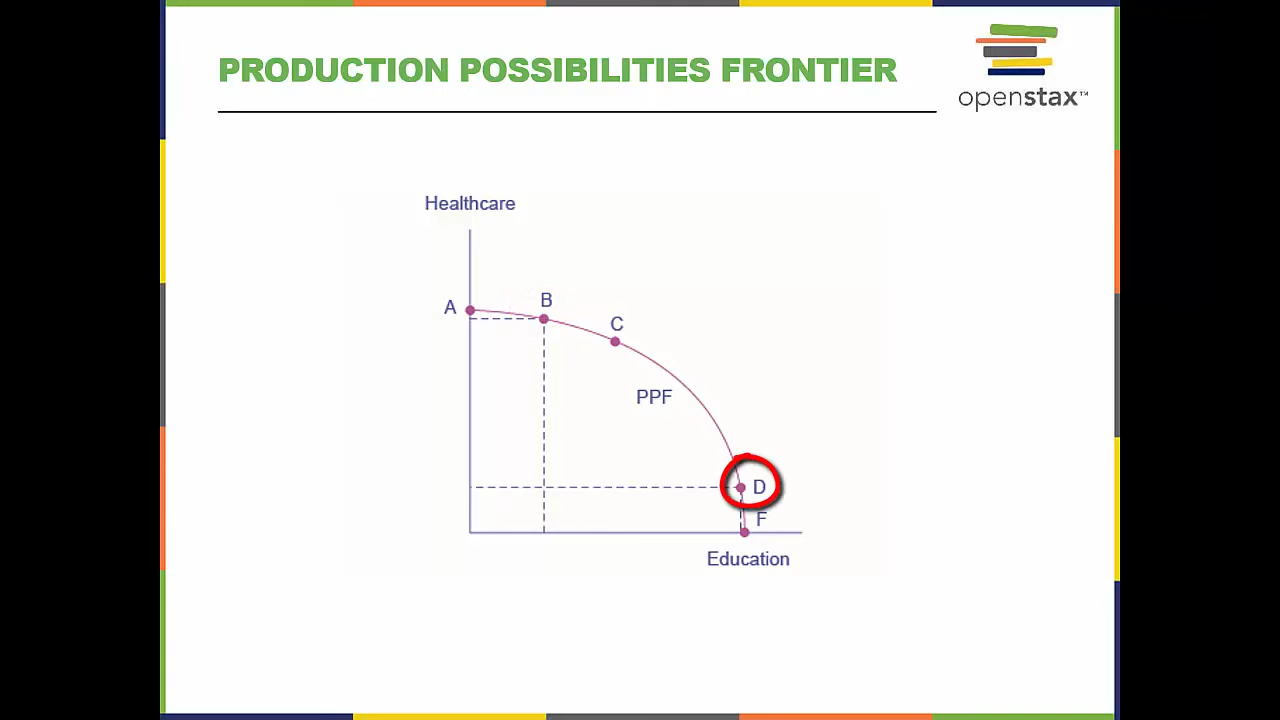 PRODUCTION POSSIBILITIES FRONTIER
openstax™
Healthcare
A
B
C
PPF
D
F
Education